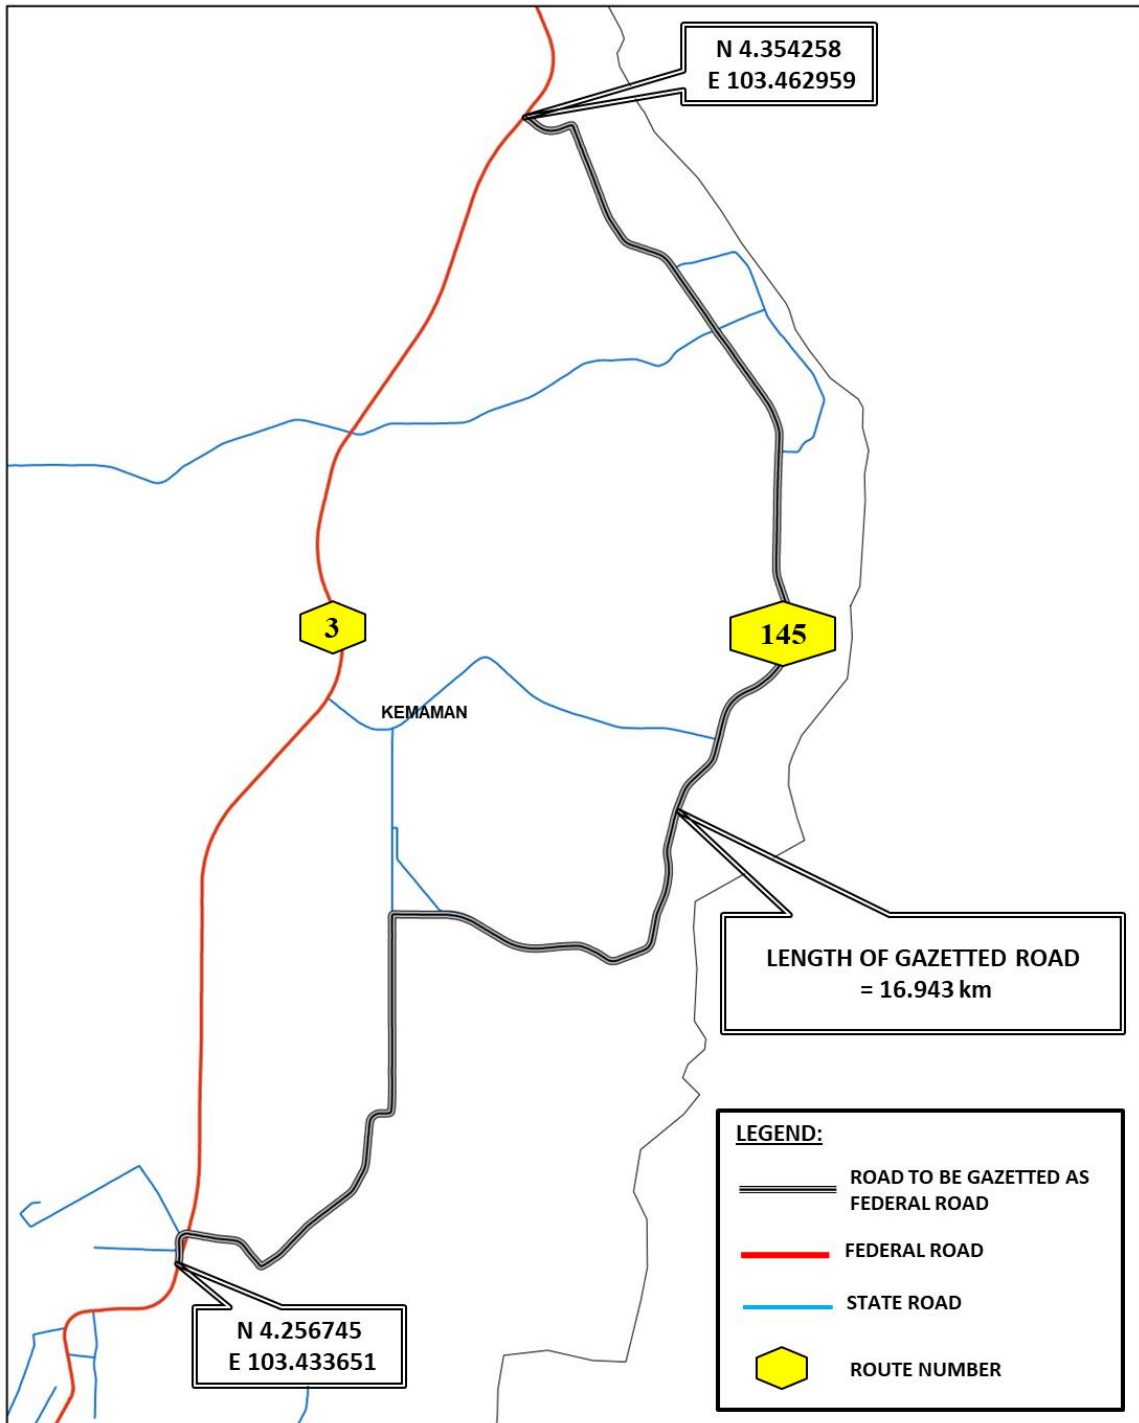 N 4.354258
E 103.462959
3
145
KEMAMAN
LENGTH OF GAZETTED ROAD
= 16.943 km
LEGEND:
ROAD TO BE GAZETTED AS
FEDERAL ROAD
FEDERAL ROAD
STATE ROAD
ROUTE NUMBER
N 4.256745
E 103.433651